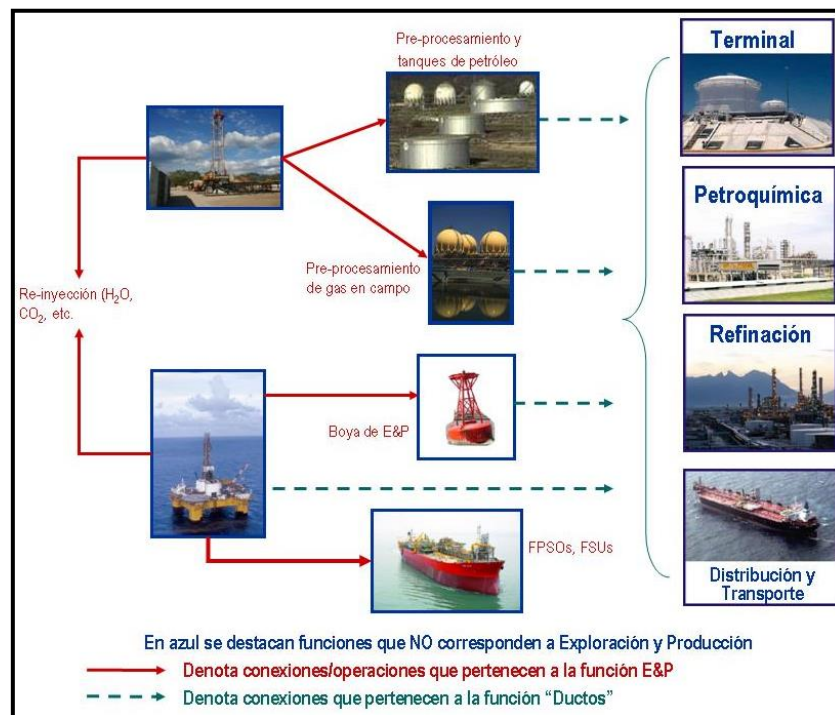 Pre-procesamiento y
tanques de petróleo
Terminal
Petroquímica
Pre-procesamiento
de gas en campo
Re-inyección (H₂O,
CO₂, etc.
Refinación
Boya de E&P
FPSOs, FSUs
Distribución y
Transporte
En azul se destacan funciones que NO corresponden a Exploración y Producción
Denota conexiones/operaciones que pertenecen a la función E&P
Denota conexiones que pertenecen a la función “Ductos”